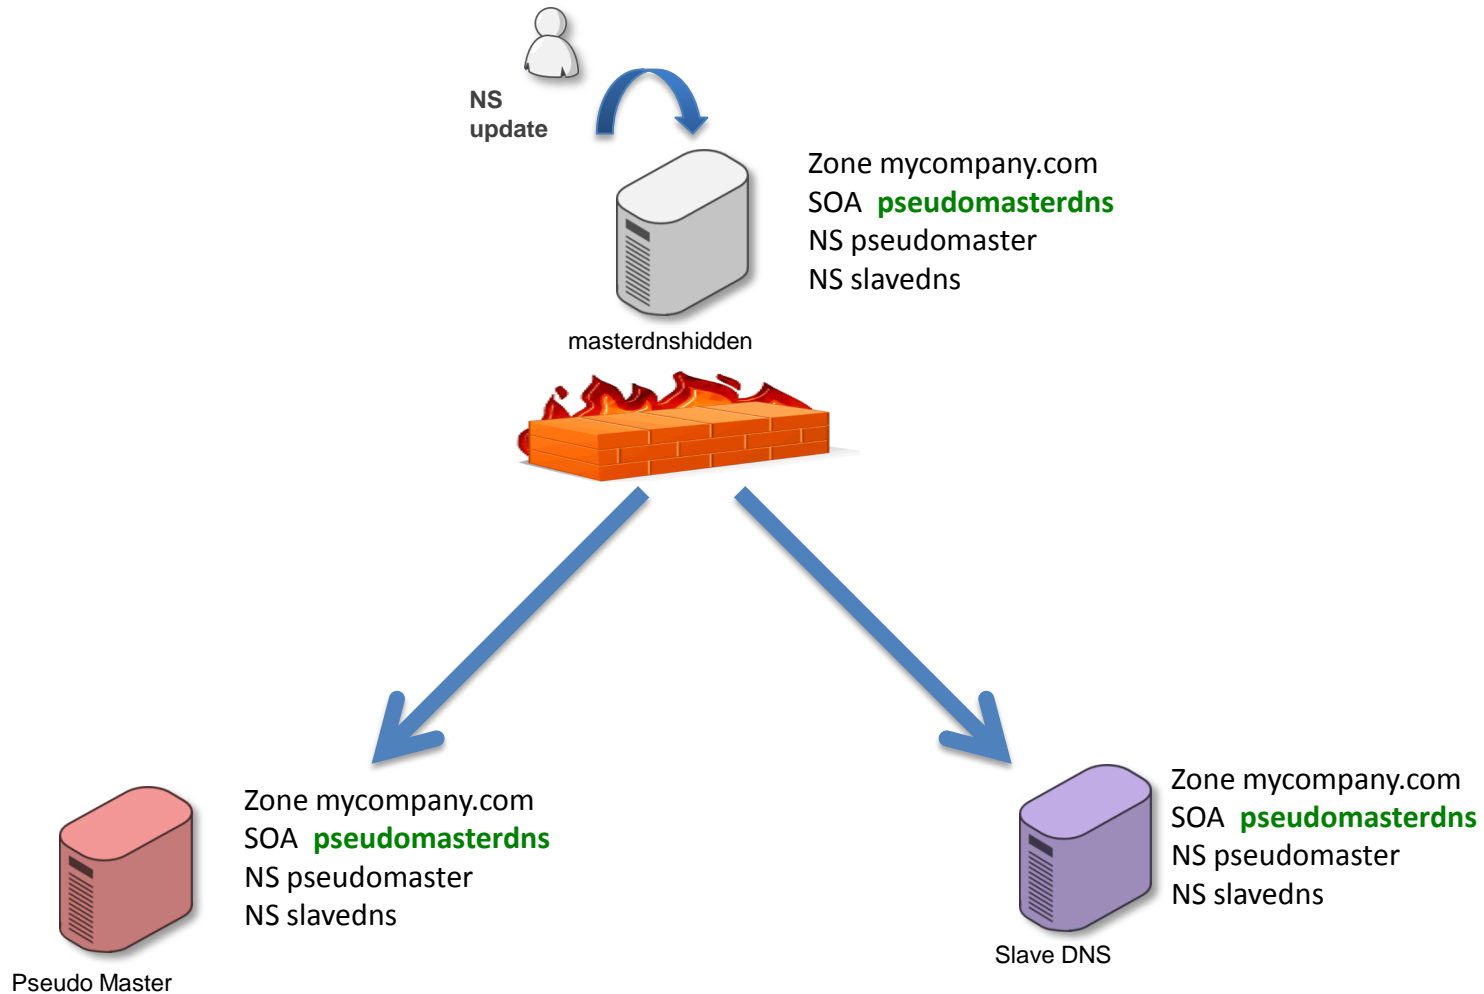 NS
update
Zone mycompany.com
SOA pseudomasterdns
NS pseudomaster
NS slavedns
masterdnshidden
Zone mycompany.com
SOA pseudomasterdns
NS pseudomaster
NS slavedns
Pseudo Master
Zone mycompany.com
SOA pseudomasterdns
NS pseudomaster
NS slavedns
Slave DNS